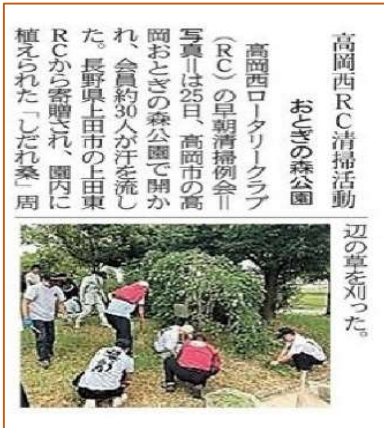 高岡西RC清掃活動
おとぎの森公園
高岡西ロータリークラブ
（RC）の早朝清掃例会＝
写真＝は25日、高岡市の高
岡おとぎの森公園で開か
れ、会員約30人が汗を流し
た。長野県上田市の上田東
RCから寄贈され、園内に
植えられた「しだれ桑」周
辺の草を刈った。